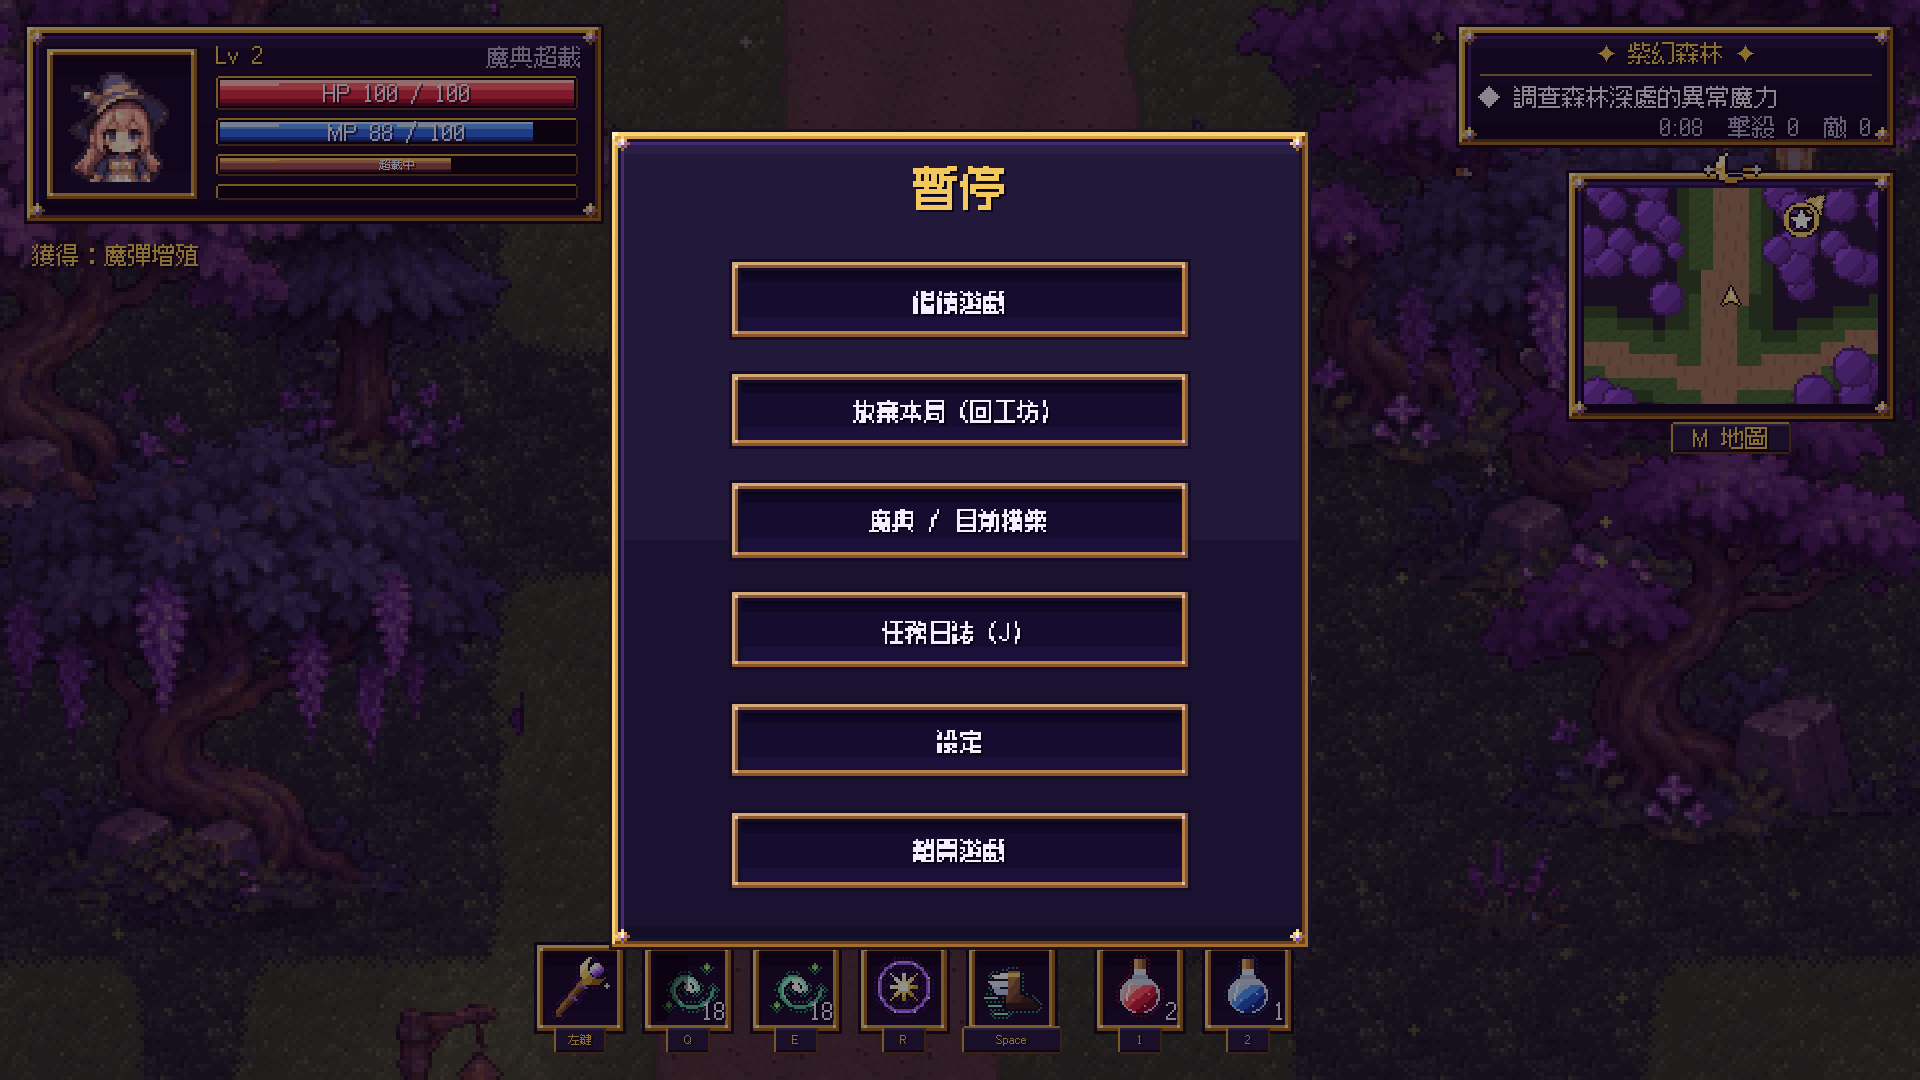 Lv 2
魔典超載
HP 100 / 100
MP 88 / 100
超載中
獲得：魔彈增殖
✦ 紫幻森林 ✦
◆ 調查森林深處的異常魔力
0:08 擊殺 0 敵 0
M 地圖
暫停
繼續遊戲
放棄本局 (回工坊)
魔典 / 目前構築
任務日誌 (J)
設定
離開遊戲
18
18
2
1
左鍵
Q
E
R
Space
1
2